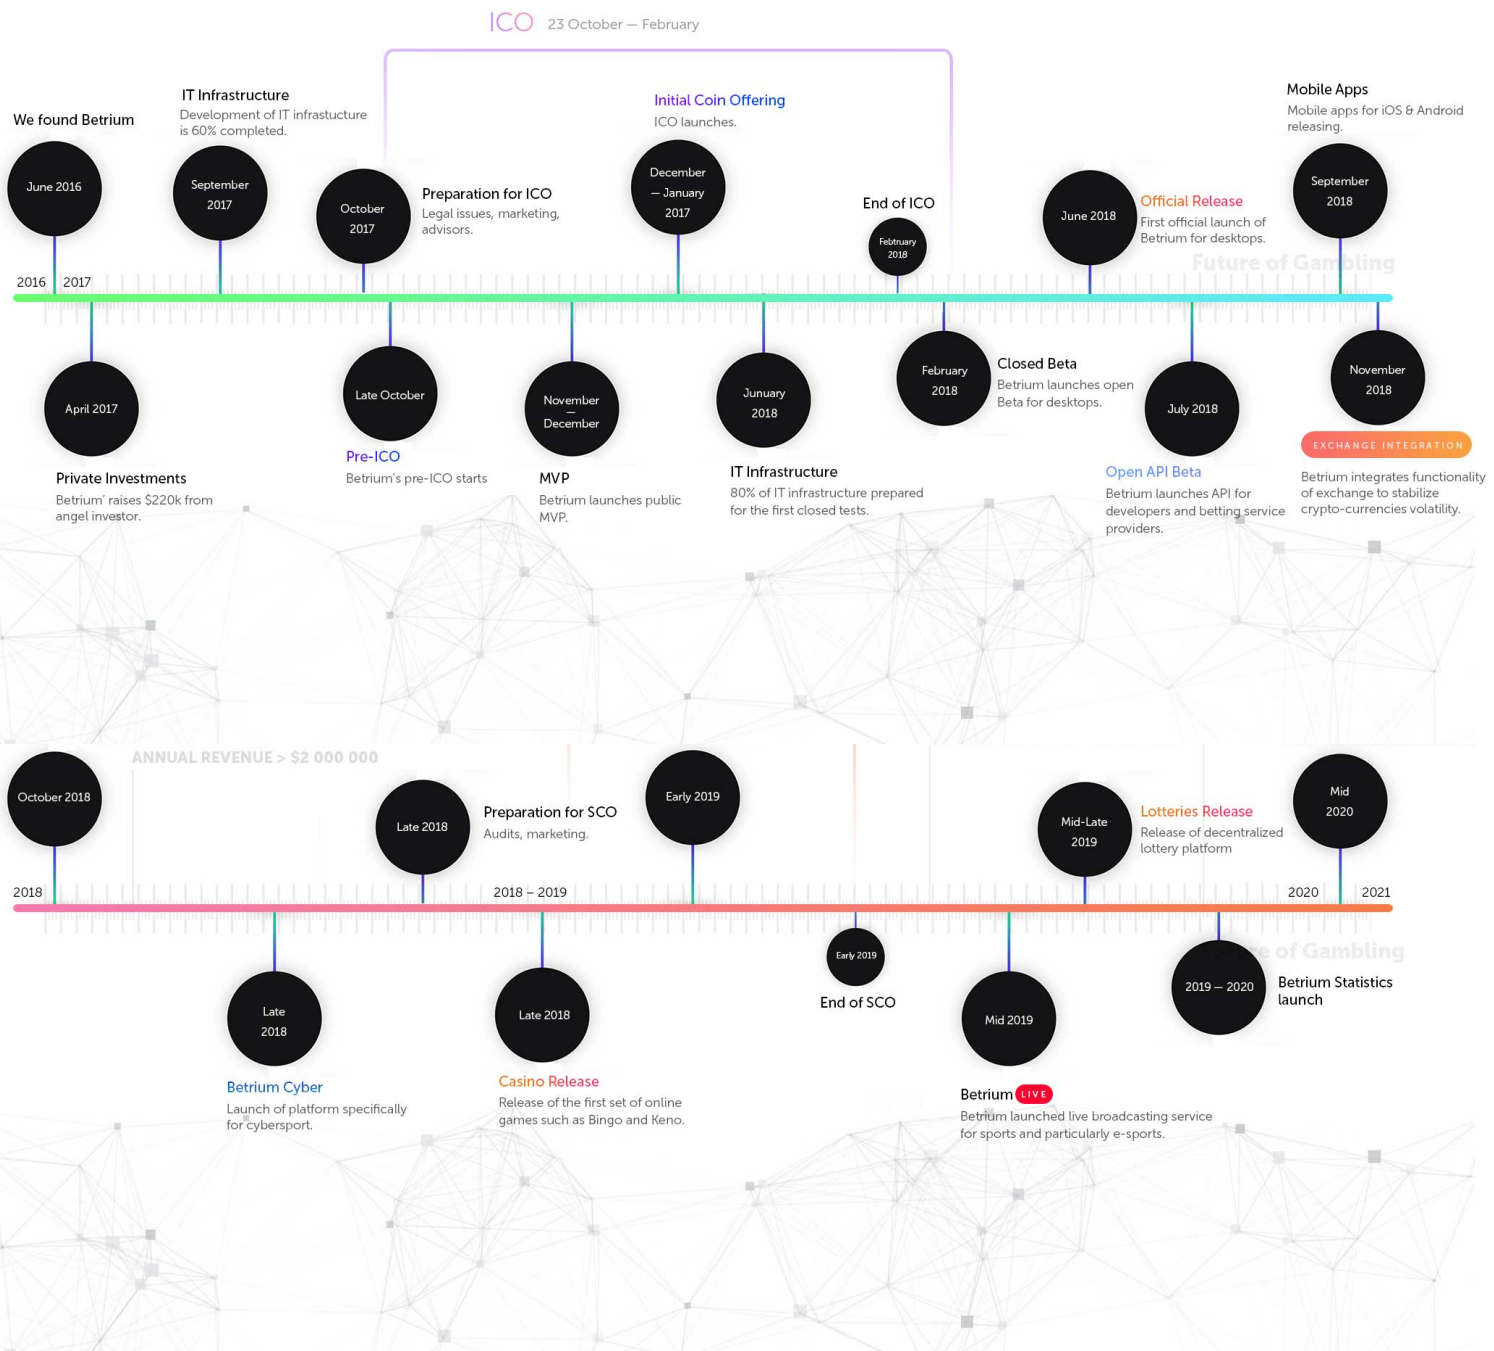 ICO 23 October — February
We found Betrium
June 2016
IT Infrastructure
Development of IT infrastucture
is 60% completed.
September
2017
October
2017
Preparation for ICO
Legal issues, marketing,
advisors.
Initial Coin Offering
ICO launches.
December
— January
2017
End of ICO
Febtruary
2018
June 2018
Official Release
First official launch of
Betrium for desktops.
Mobile Apps
Mobile apps for iOS & Android
releasing.
September
2018
Future of Gambling
2016 2017
April 2017
Private Investments
Betrium' raises $220k from
angel investor.
Late October
Pre-ICO
Betrium's pre-ICO starts
November
—
December
MVP
Betrium launches public
MVP.
Junuary
2018
IT Infrastructure
80% of IT infrastructure prepared
for the first closed tests.
February
2018
Closed Beta
Betrium launches open
Beta for desktops.
July 2018
Open API Beta
Betrium launches API for
developers and betting service
providers.
November
2018
EXCHANGE INTEGRATION
Betrium integrates functionality
of exchange to stabilize
crypto-currencies volatility.
ANNUAL REVENUE > $2 000 000
October 2018
Late 2018
Preparation for SCO
Audits, marketing.
Early 2019
Mid-Late
2019
Lotteries Release
Release of decentralized
lottery platform
Mid
2020
2018
2018 – 2019
2020
2021
Late
2018
Betrium Cyber
Launch of platform specifically
for cybersport.
Late 2018
Casino Release
Release of the first set of online
games such as Bingo and Keno.
Early 2019
End of SCO
Mid 2019
Betrium LIVE
Betrium launched live broadcasting service
for sports and particularly e-sports.
of Gambling
2019 — 2020
Betrium Statistics
launch